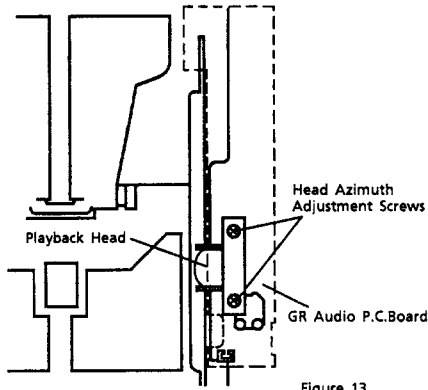 Head Azimuth
Adjustment Screws
Playback Head
GR Audio P.C.Board
Figure 13